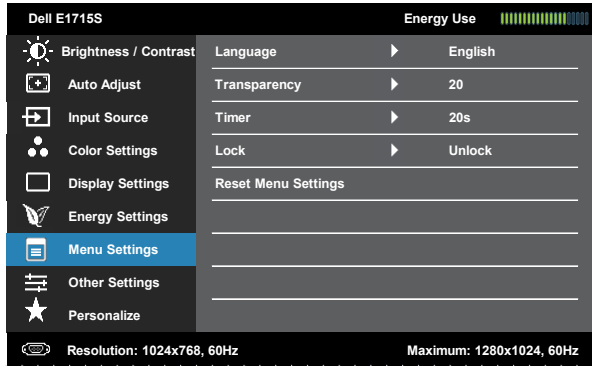 Dell E1715S Energy Use
Brightness / Contrast Language English
Auto Adjust Transparency 20
Input Source Timer 20s
Color Settings Lock Unlock
Display Settings Reset Menu Settings
Energy Settings
Menu Settings
Other Settings
Personalize
Resolution: 1024x768, 60Hz Maximum: 1280x1024, 60Hz